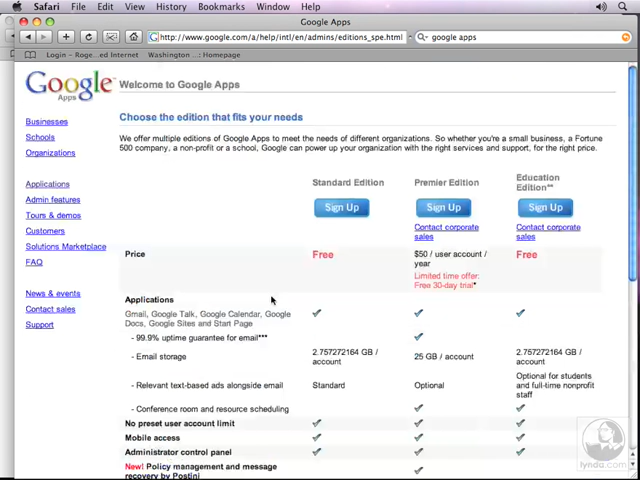 Safari File Edit View History Bookmarks Window Help
Google Apps
http://www.google.com/a/help/intl/en/admins/editions_spe.html
google apps
Login – Roge...ed Internet Washington ...: Homepage
Google Apps
Welcome to Google Apps
Choose the edition that fits your needs
We offer multiple editions of Google Apps to meet the needs of different organizations. So whether you're a small business, a Fortune
500 company, a non-profit or a school, Google can power up your organization with the right services and support, for the right price.
Businesses
Schools
Organizations
Applications
Admin features
Tours & demos
Customers
Solutions Marketplace
FAQ
News & events
Contact sales
Support
Standard Edition
Premier Edition
Education
Edition**
Sign Up
Sign Up
Sign Up
Contact corporate
sales
Contact corporate
sales
Price
Free
$50 / user account /
year
Limited time offer:
Free 30-day trial*
Free
Applications
Gmail, Google Talk, Google Calendar, Google
Docs, Google Sites and Start Page
- 99.9% uptime guarantee for email***
- Email storage
2.757272164 GB /
account
25 GB / account
2.757272164 GB /
account
- Relevant text-based ads alongside email
Standard
Optional
Optional for students
and full-time nonprofit
staff
- Conference room and resource scheduling
No preset user account limit
Mobile access
Administrator control panel
New! Policy management and message
recovery by Postini
lynda.com